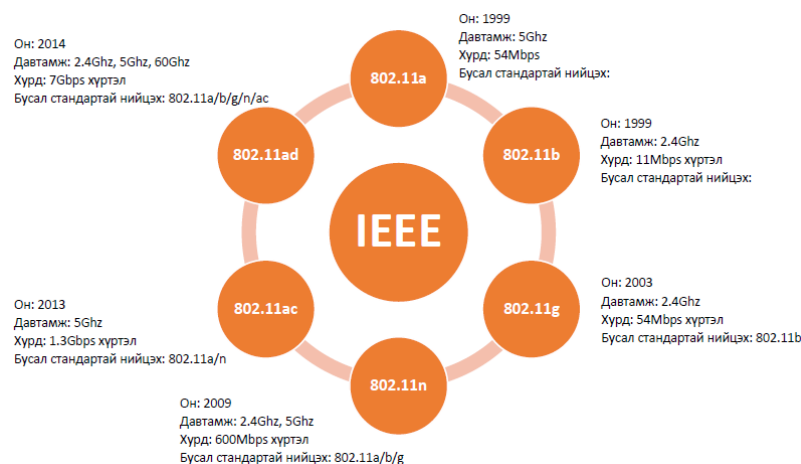 Он: 1999
Давтамж: 5Ghz
Хурд: 54Mbps
Бусал стандартай нийцэх:
802.11a
Он: 1999
Давтамж: 2.4Ghz
Хурд: 11Mbps хүртэл
Бусал стандартай нийцэх:
802.11b
Он: 2003
Давтамж: 2.4Ghz
Хурд: 54Mbps хүртэл
Бусал стандартай нийцэх: 802.11b
802.11g
Он: 2009
Давтамж: 2.4Ghz, 5Ghz
Хурд: 600Mbps хүртэл
Бусал стандартай нийцэх: 802.11a/b/g
802.11n
Он: 2013
Давтамж: 5Ghz
Хурд: 1.3Gbps хүртэл
Бусал стандартай нийцэх: 802.11a/n
802.11ac
Он: 2014
Давтамж: 2.4Ghz, 5Ghz, 60Ghz
Хурд: 7Gbps хүртэл
Бусал стандартай нийцэх: 802.11a/b/g/n/ac
802.11ad
IEEE